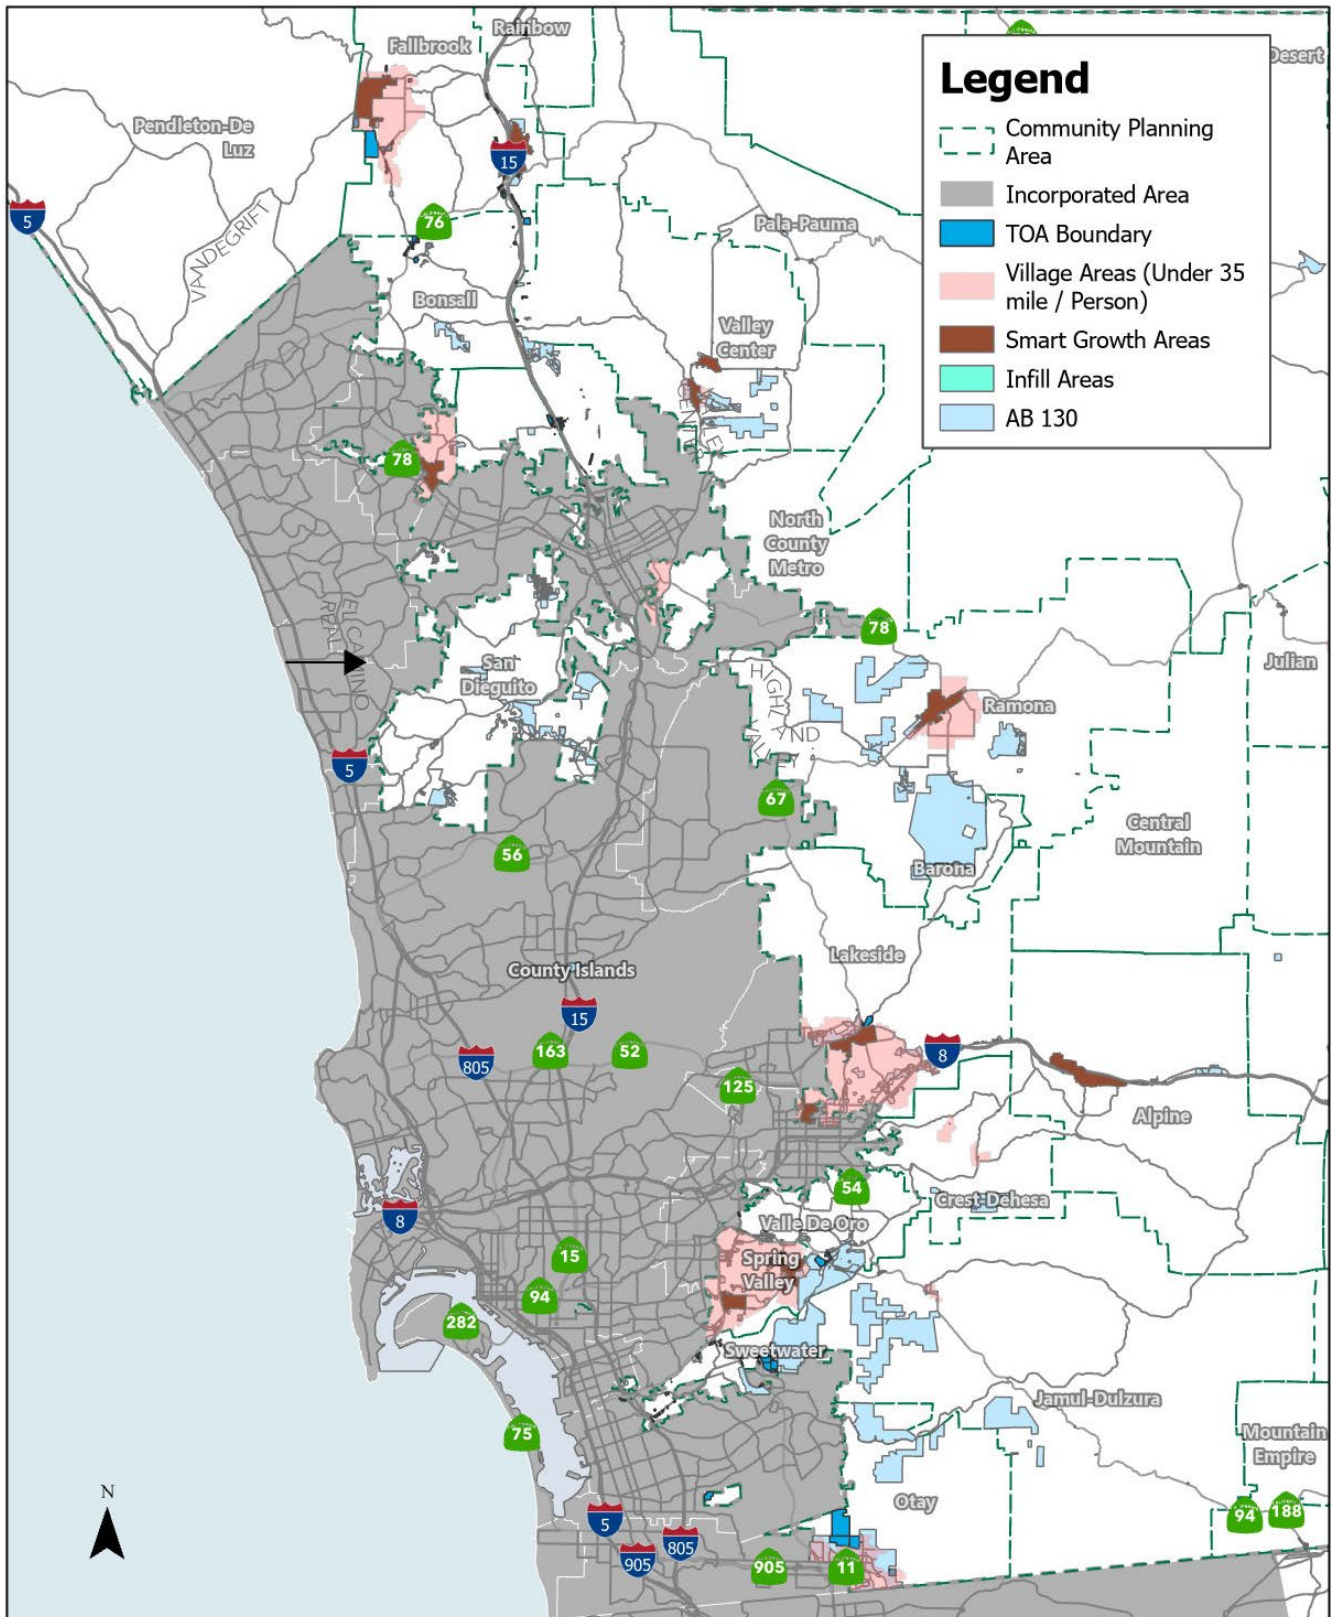 Rainbow
Fallbrook
Desert
Legend
Community Planning
Area
Incorporated Area
TOA Boundary
Village Areas (Under 35
mile / Person)
Smart Growth Areas
Infill Areas
AB 130
Pendleton-De
Luz
15
5
76
VANDEGRIFT
Pala-Pauma
Bonsall
Valley
Center
78
North
County
Metro
78
EL CAMINO
REAL
San
Dieguito
Julian
HIGHLAND
VALLEY
Ramona
5
67
56
Central
Mountain
Barona
Lakeside
County Islands
15
805
163
52
125
8
Alpine
54
Crest-Dehesa
8
Valle De Oro
15
Spring
Valley
94
282
Sweetwater
Jamul-Dulzura
75
Mountain
Empire
Otay
N
5
94
188
805
905
905
11